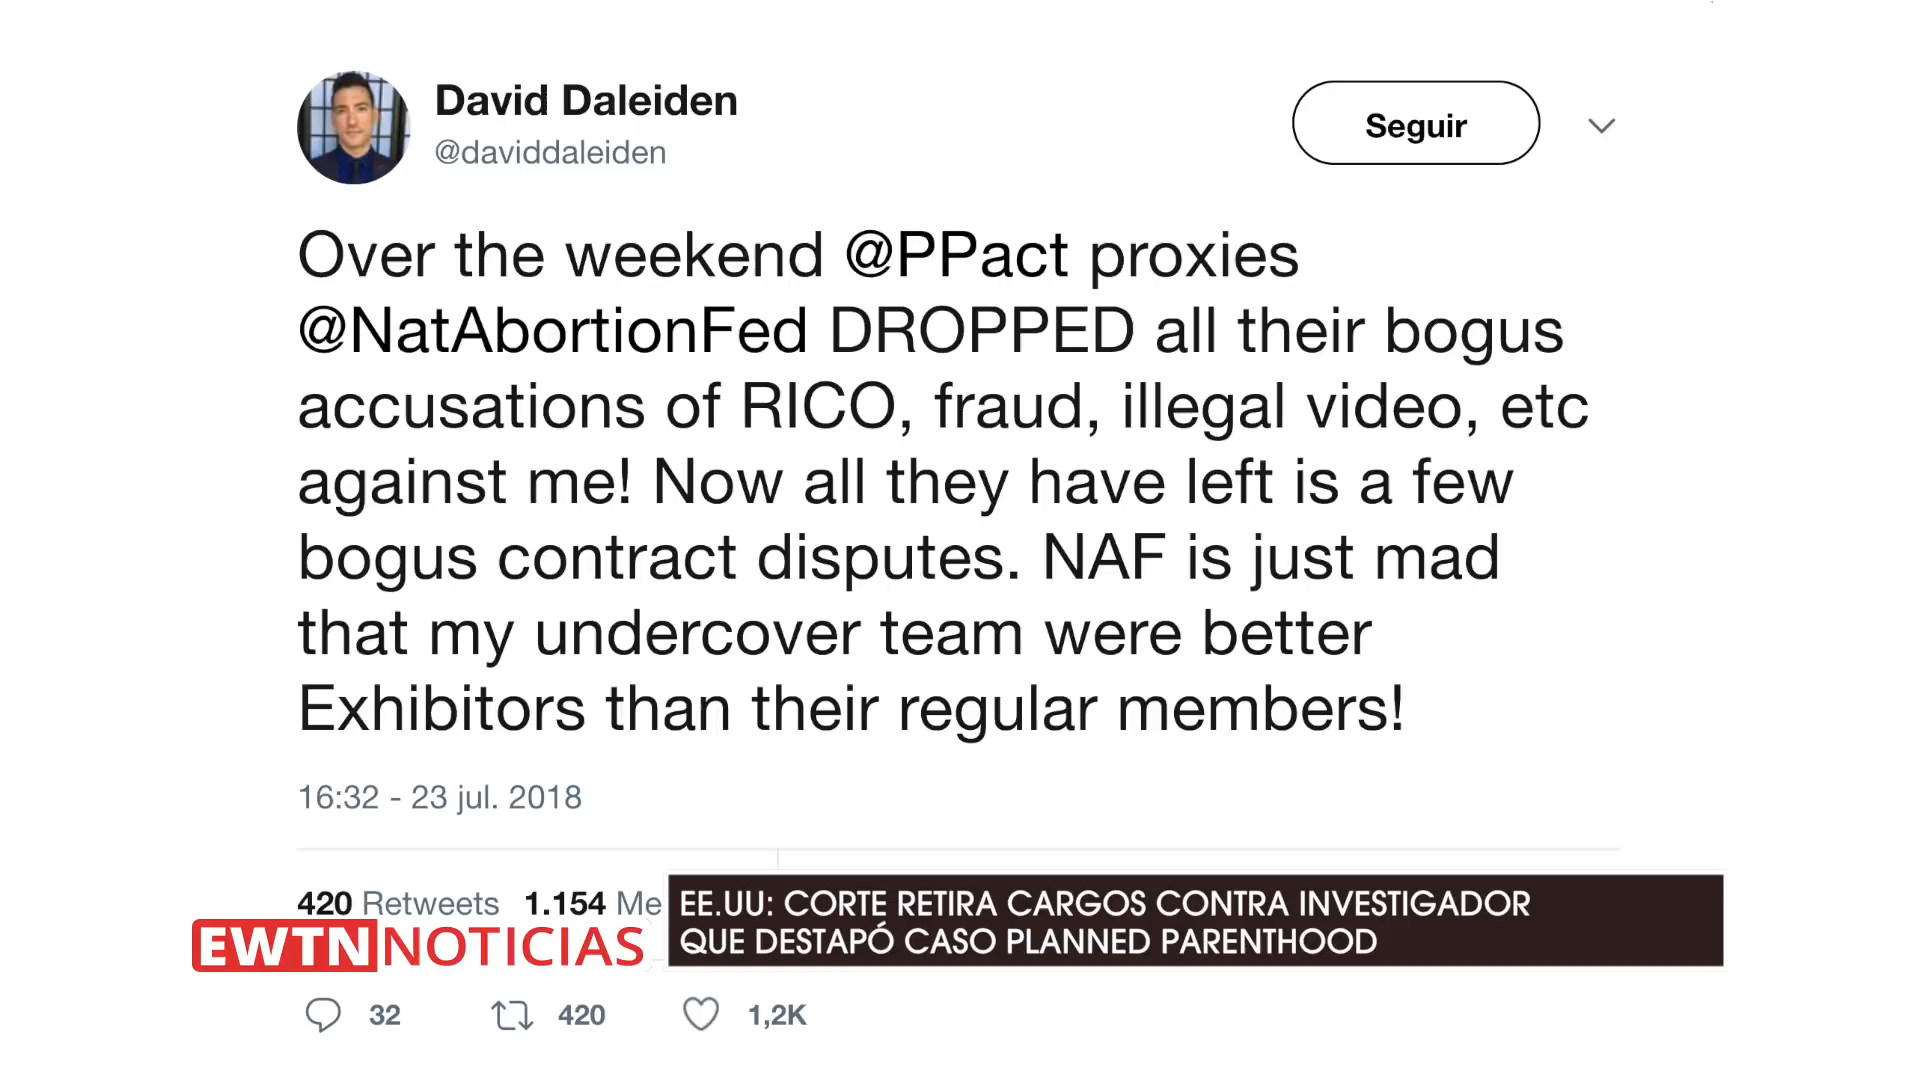 David Daleiden
@daviddaleiden
Seguir
Over the weekend @PPact proxies
@NatAbortionFed DROPPED all their bogus
accusations of RICO, fraud, illegal video, etc
against me! Now all they have left is a few
bogus contract disputes. NAF is just mad
that my undercover team were better
Exhibitors than their regular members!
16:32 - 23 jul. 2018
420 Retweets 1.154 Me
EE.UU: CORTE RETIRA CARGOS CONTRA INVESTIGADOR
QUE DESTAPÓ CASO PLANNED PARENTHOOD
EWTN NOTICIAS
32 420 1,2K